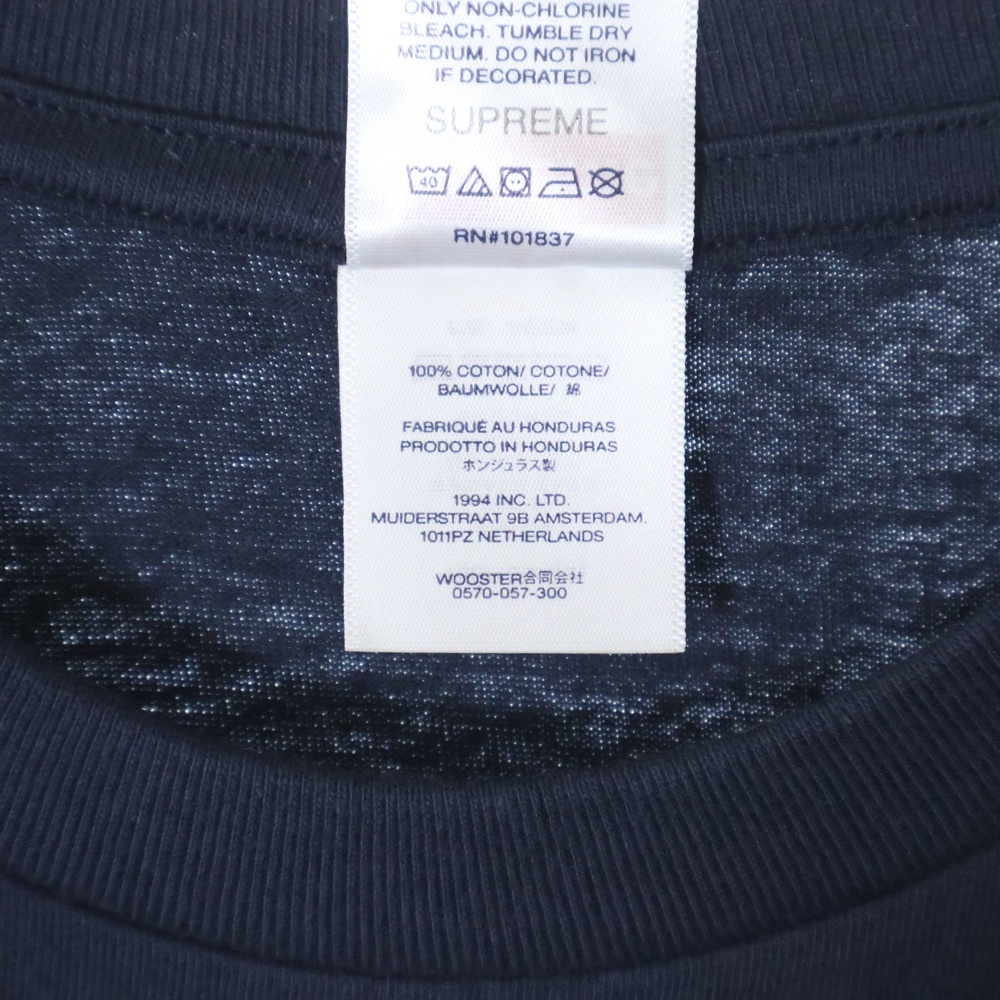 ONLY NON-CHLORINE
BLEACH. TUMBLE DRY
MEDIUM. DO NOT IRON
IF DECORATED.
SUPREME
40
RN#101837
100% COTON/ COTONE/
BAUMWOLLE/ 綿
FABRIQUÉ AU HONDURAS
PRODOTTO IN HONDURAS
ホンジュラス製
1994 INC. LTD.
MUIDERSTRAAT 9B AMSTERDAM.
1011PZ NETHERLANDS
WOOSTER合同会社
0570-057-300